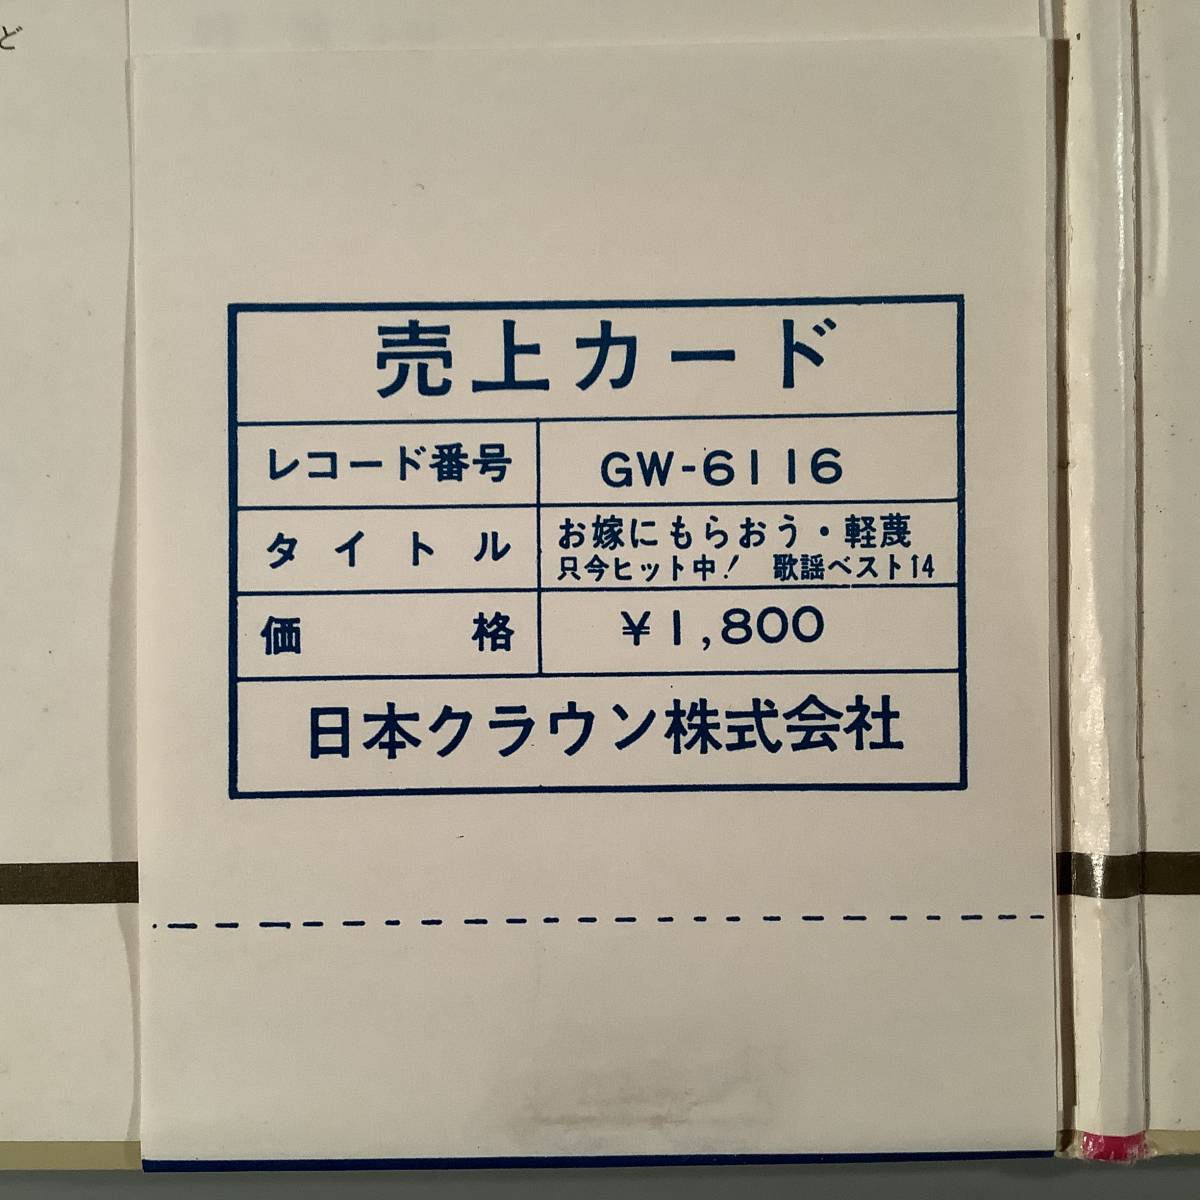 ど
売上カード
レコード番号 GW-6116
タイトル お嫁にもらおう・軽蔑
只今ヒット中! 歌謡ベスト14
価格 ¥1,800
日本クラウン株式会社